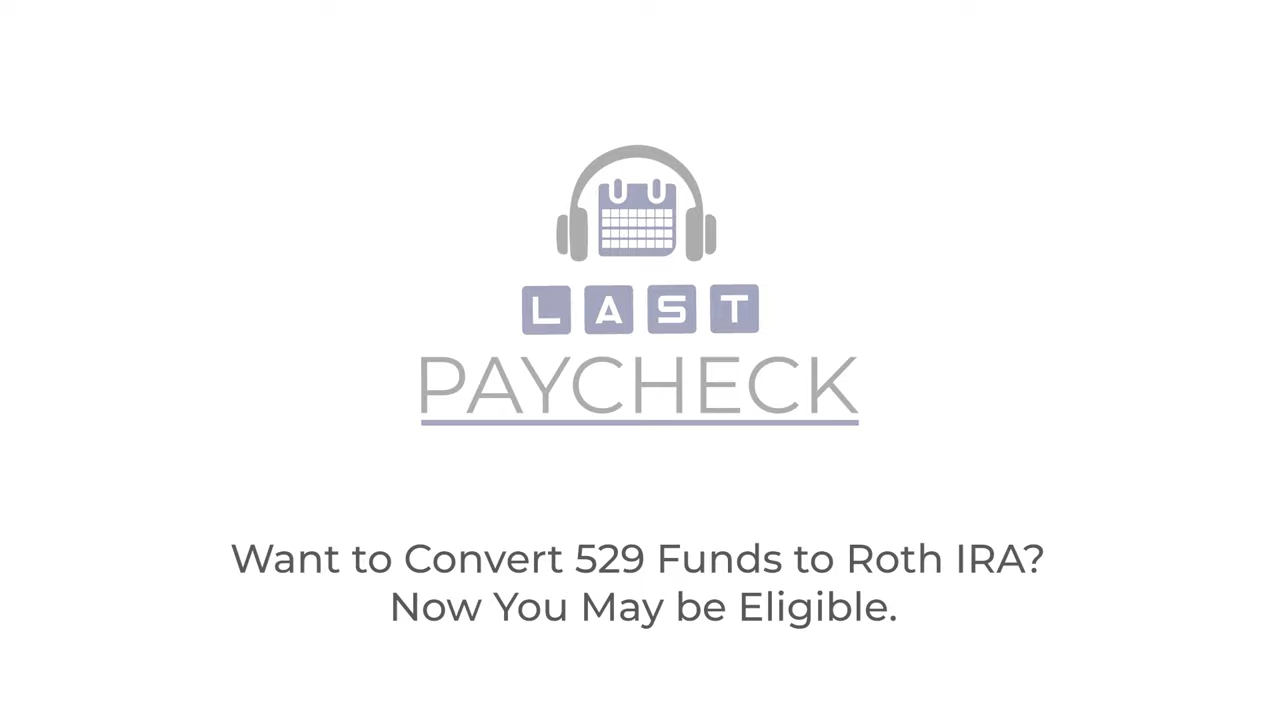 LAST
PAYCHECK
Want to Convert 529 Funds to Roth IRA?
Now You May be Eligible.